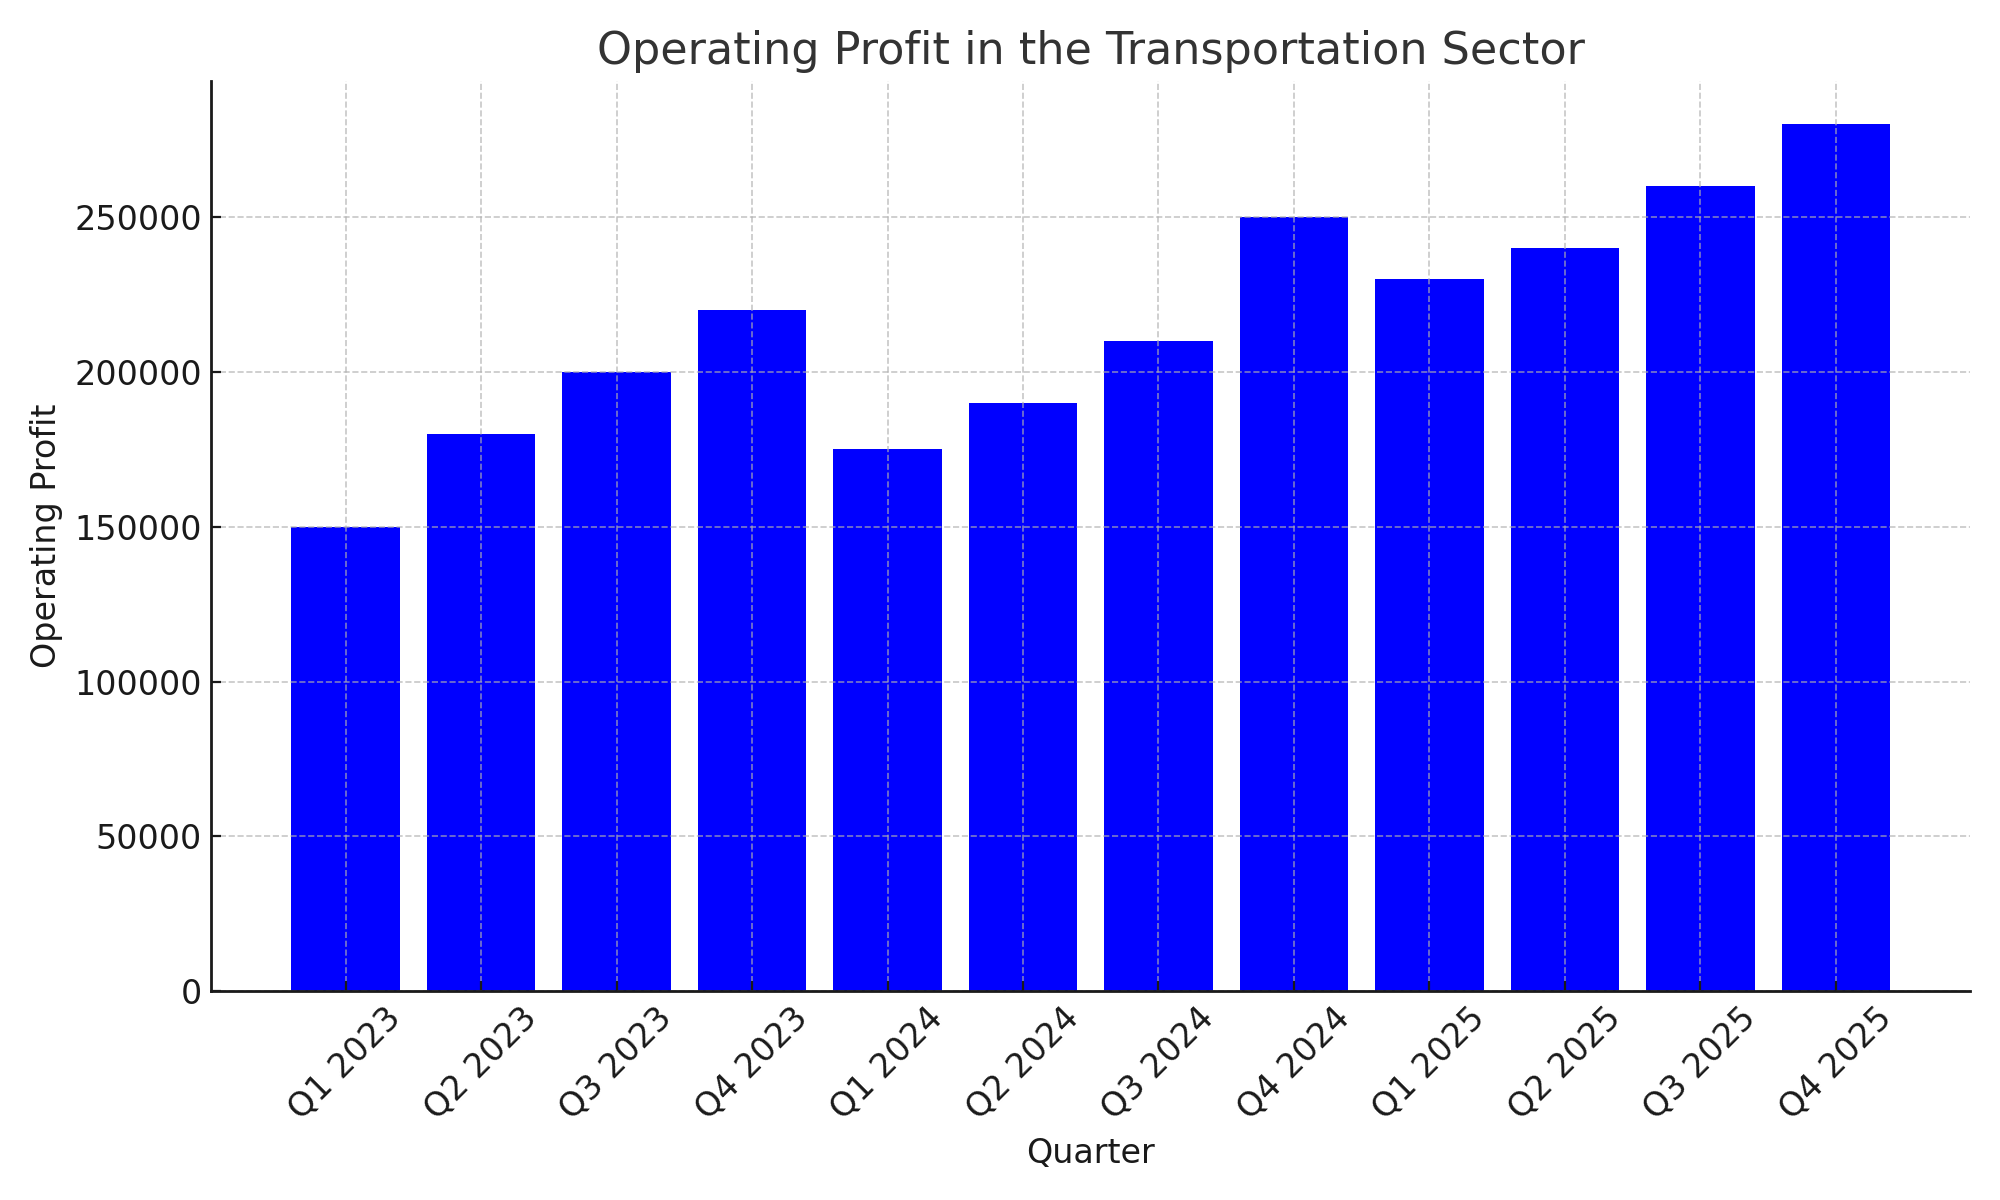 Operating Profit in the Transportation Sector
Operating Profit
250000
200000
150000
100000
50000
0
Q1 2023
Q2 2023
Q3 2023
Q4 2023
Q1 2024
Q2 2024
Q3 2024
Q4 2024
Q1 2025
Q2 2025
Q3 2025
Q4 2025
Quarter